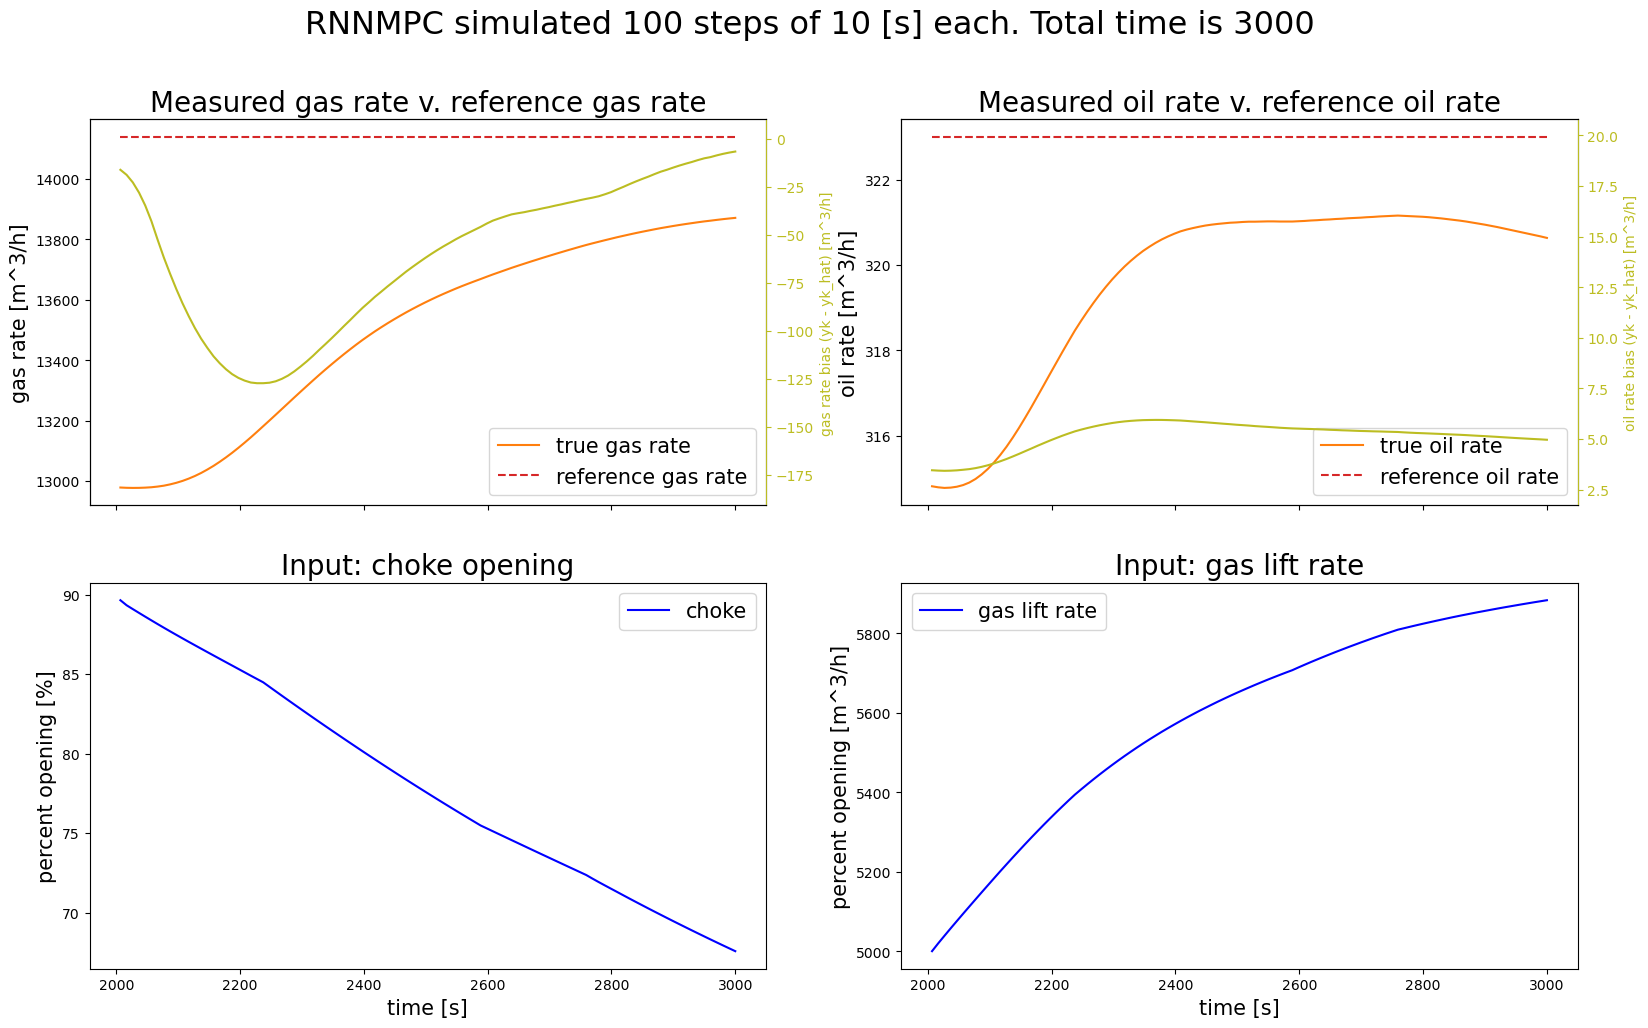 RNNMPC simulated 100 steps of 10 [s] each. Total time is 3000
Measured gas rate v. reference gas rate
gas rate [m^3/h]
14000
13800
13600
13400
13200
13000
0
−25
−50
−75
−100
−125
−150
−175
gas rate bias (yk - yk_hat) [m^3/h]
true gas rate
reference gas rate
Measured oil rate v. reference oil rate
oil rate [m^3/h]
322
320
318
316
20.0
17.5
15.0
12.5
10.0
7.5
5.0
2.5
oil rate bias (yk - yk_hat) [m^3/h]
true oil rate
reference oil rate
Input: choke opening
percent opening [%]
90
85
80
75
70
choke
2000 2200 2400 2600 2800 3000
time [s]
Input: gas lift rate
percent opening [m^3/h]
5800
5600
5400
5200
5000
gas lift rate
2000 2200 2400 2600 2800 3000
time [s]